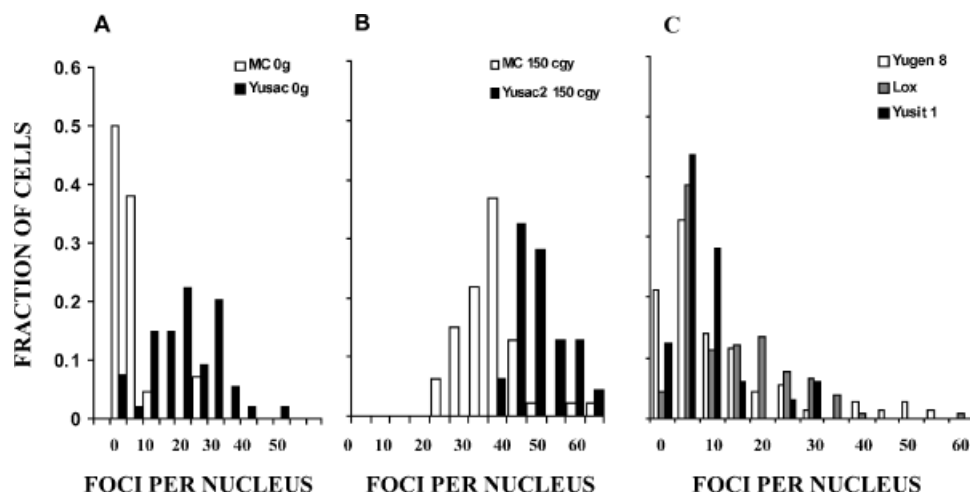 A
B
C
MC 0g
Yusac 0g
MC 150 cgy
Yusac2 150 cgy
Yugen 8
Lox
Yusit 1
FRACTION OF CELLS
0.6
0.5
0.4
0.3
0.2
0.1
0
0 10 20 30 40 50
0 10 20 30 40 50 60
0 10 20 30 40 50 60
FOCI PER NUCLEUS
FOCI PER NUCLEUS
FOCI PER NUCLEUS